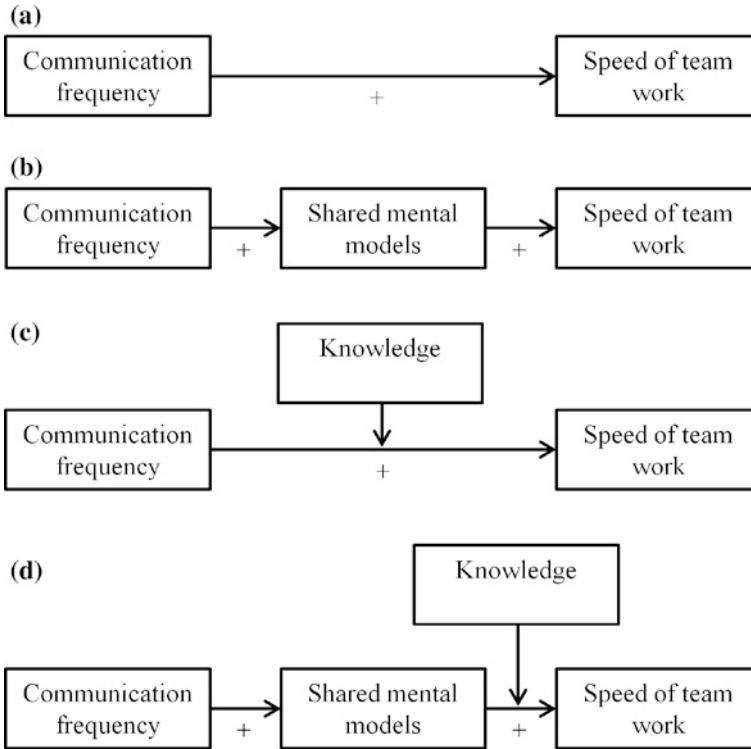 (a)
Communication
frequency
+
Speed of team
work
(b)
Communication
frequency
+
Shared mental
models
+
Speed of team
work
(c)
Knowledge
Communication
frequency
+
Speed of team
work
(d)
Knowledge
Communication
frequency
+
Shared mental
models
+
Speed of team
work